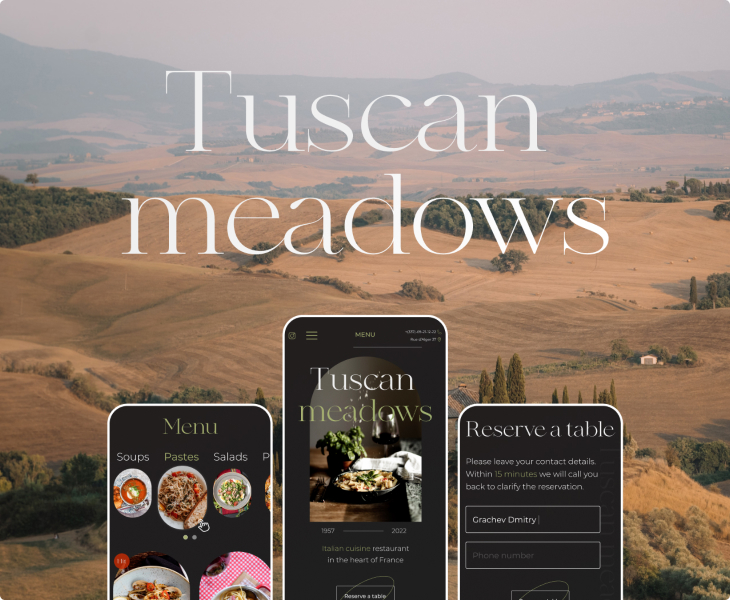 Tuscan
meadows
MENU
Tuscan
meadows
1957
2022
Italian cuisine restaurant
in the heart of France
Reserve a table
Menu
Soups
Pastes
Salads
Reserve a table
Please leave your contact details.
Within 15 minutes we will call you
back to clarify the reservation.
Grachev Dmitry
Phone number